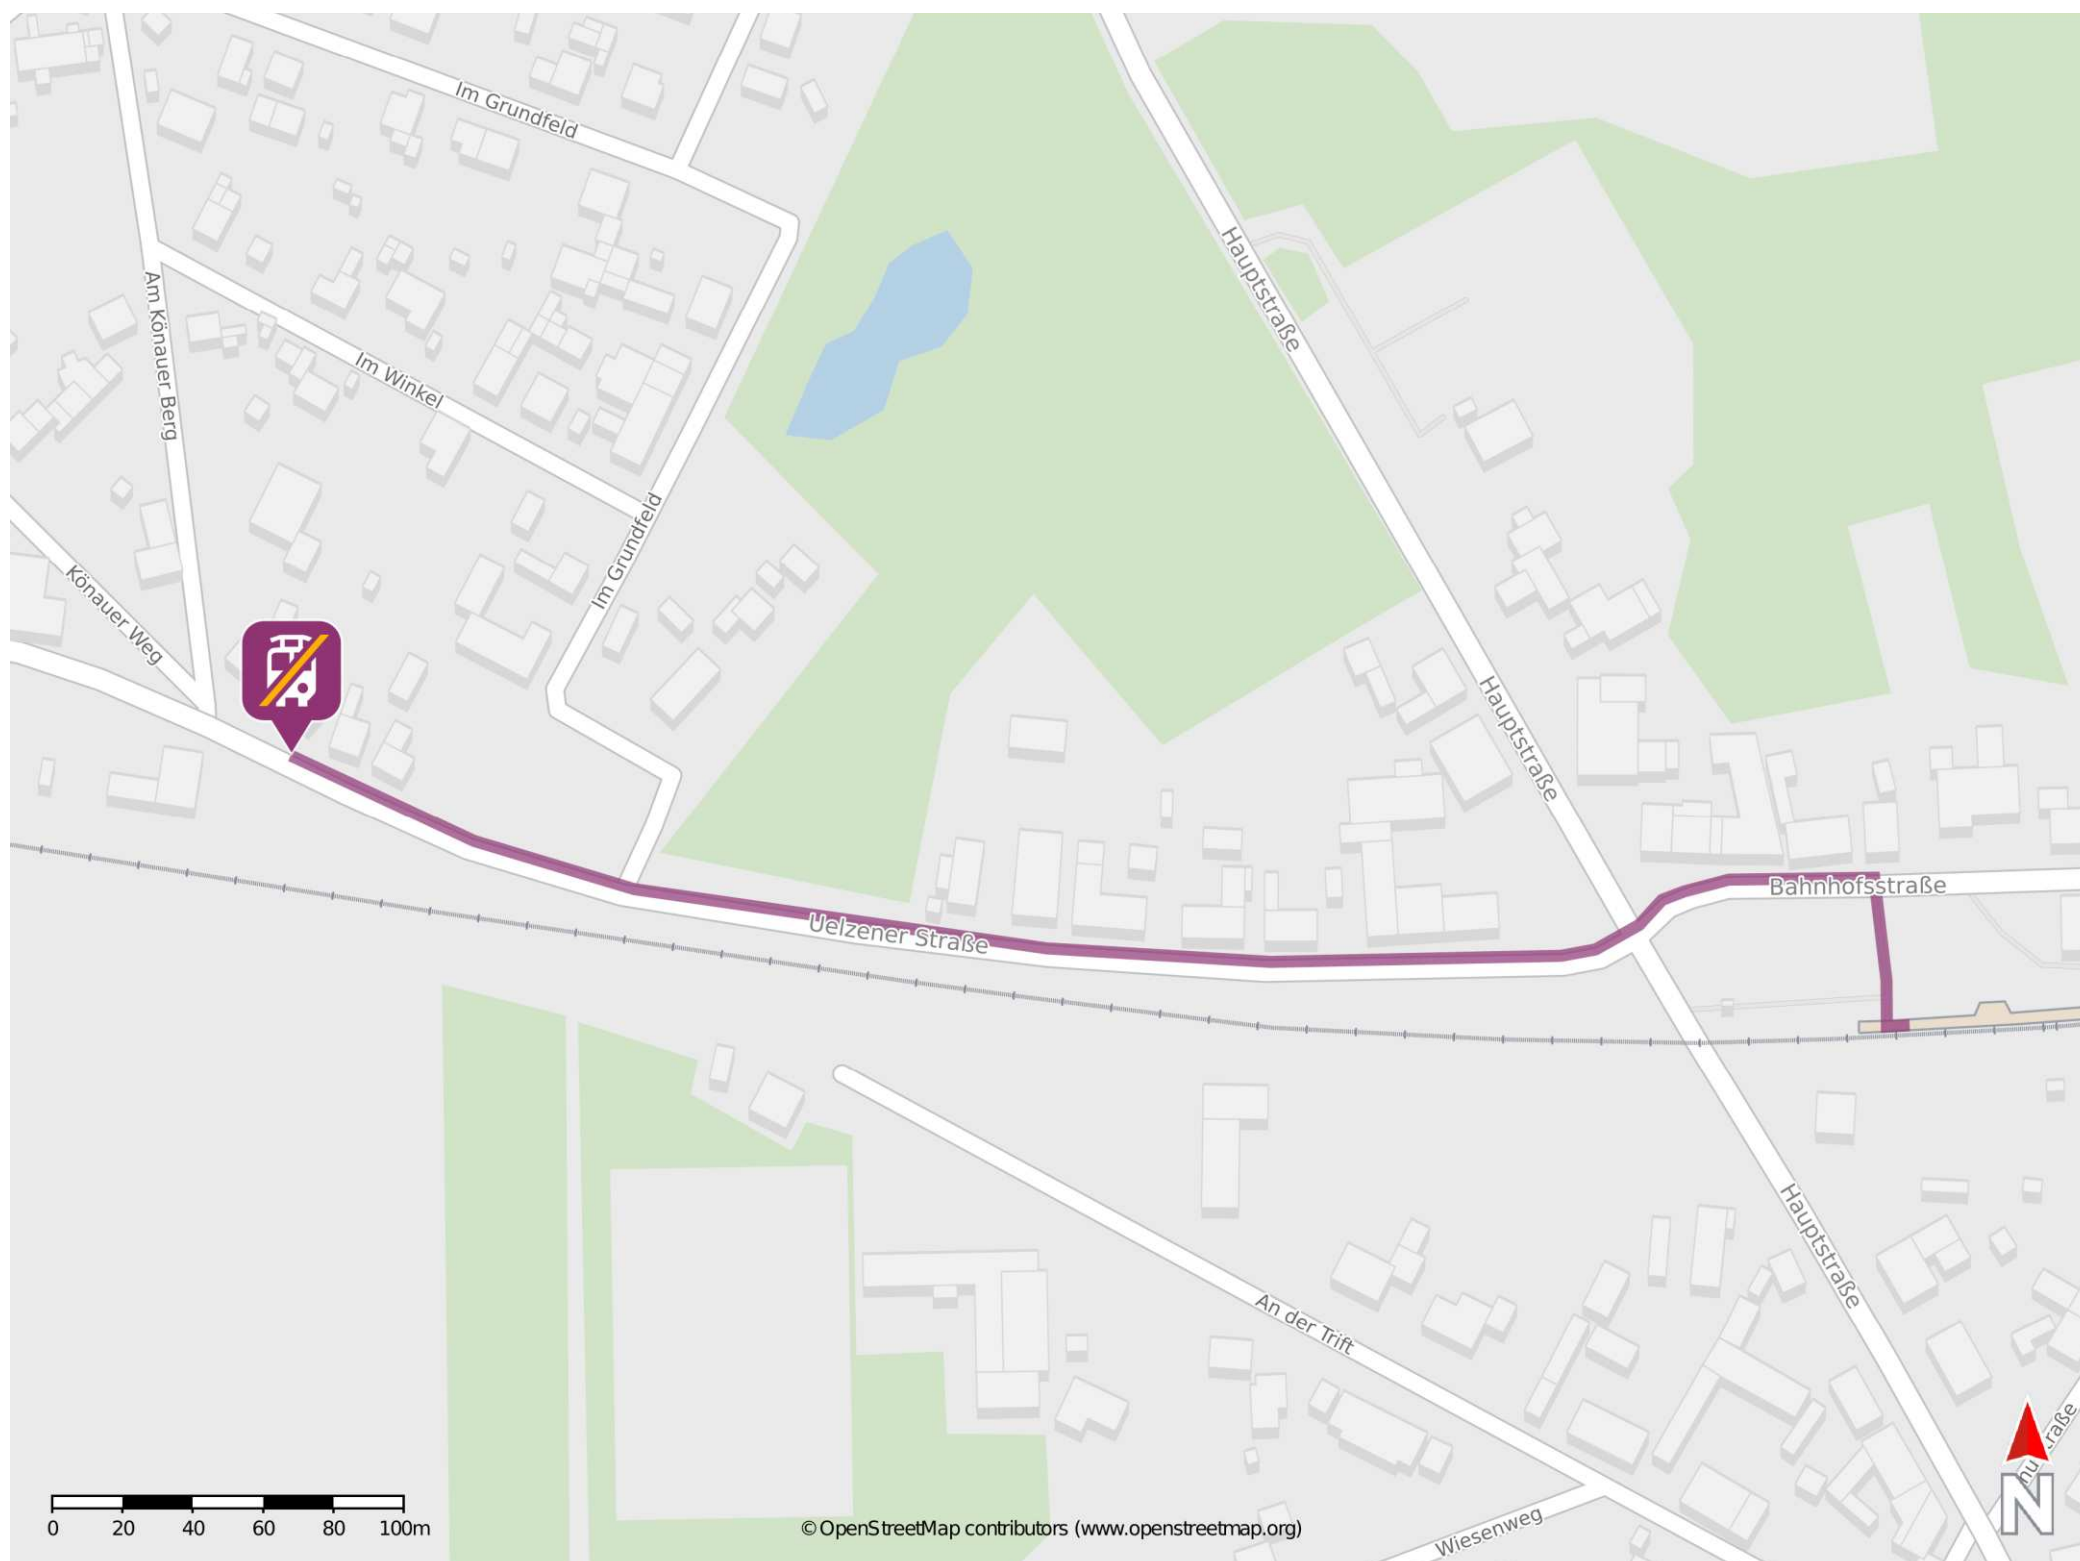 Im Grundfeld
Hauptstraße
Am Könauer Berg
Im Winkel
Im Grundfeld
Könauer Weg
Hauptstraße
Bahnhofsstraße
Uelzener Straße
Hauptstraße
An der Trift
Wiesenweg
N
0 20 40 60 80 100m
© OpenStreetMap contributors (www.openstreetmap.org)